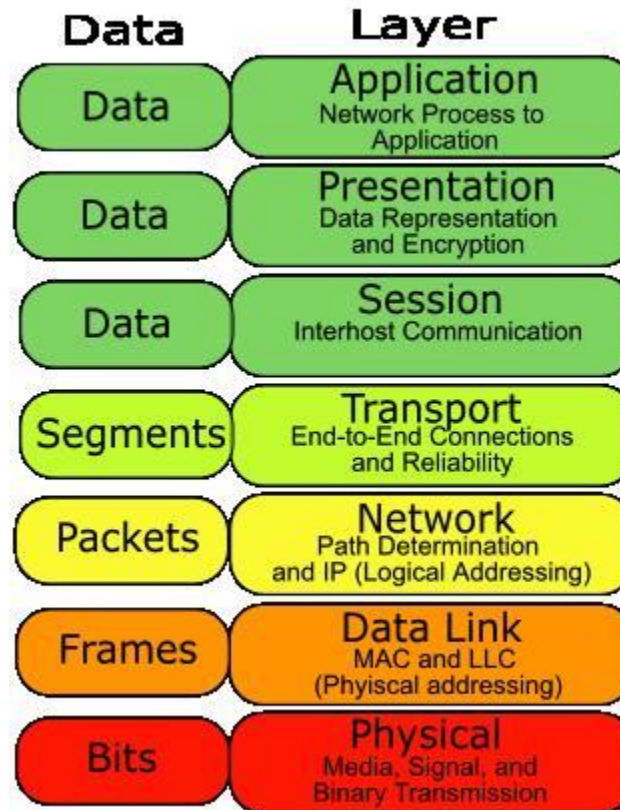 Data Layer
Data Application
Network Process to
Application
Data Presentation
Data Representation
and Encryption
Data Session
Interhost Communication
Segments Transport
End-to-End Connections
and Reliability
Packets Network
Path Determination
and IP (Logical Addressing)
Frames Data Link
MAC and LLC
(Phyiscal addressing)
Bits Physical
Media, Signal, and
Binary Transmission